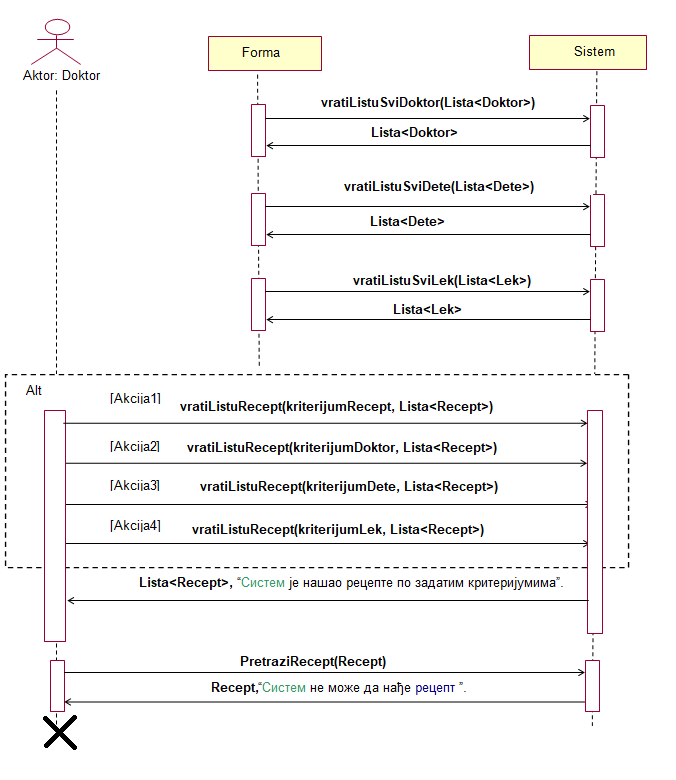 Aktor: Doktor
Forma
Sistem
vratiListuSviDoktor(Lista<Doktor>)
Lista<Doktor>
vratiListuSviDete(Lista<Dete>)
Lista<Dete>
vratiListuSviLek(Lista<Lek>)
Lista<Lek>
Alt
[Akcija1]
vratiListuRecept(kriterijumRecept, Lista<Recept>)
[Akcija2]
vratiListuRecept(kriterijumDoktor, Lista<Recept>)
[Akcija3]
vratiListuRecept(kriterijumDete, Lista<Recept>)
[Akcija4]
vratiListuRecept(kriterijumLek, Lista<Recept>)
Lista<Recept>, “Систем је нашао рецепте по задатим критеријумима”.
PretraziRecept(Recept)
Recept,“Систем не може да нађе рецепт ”.